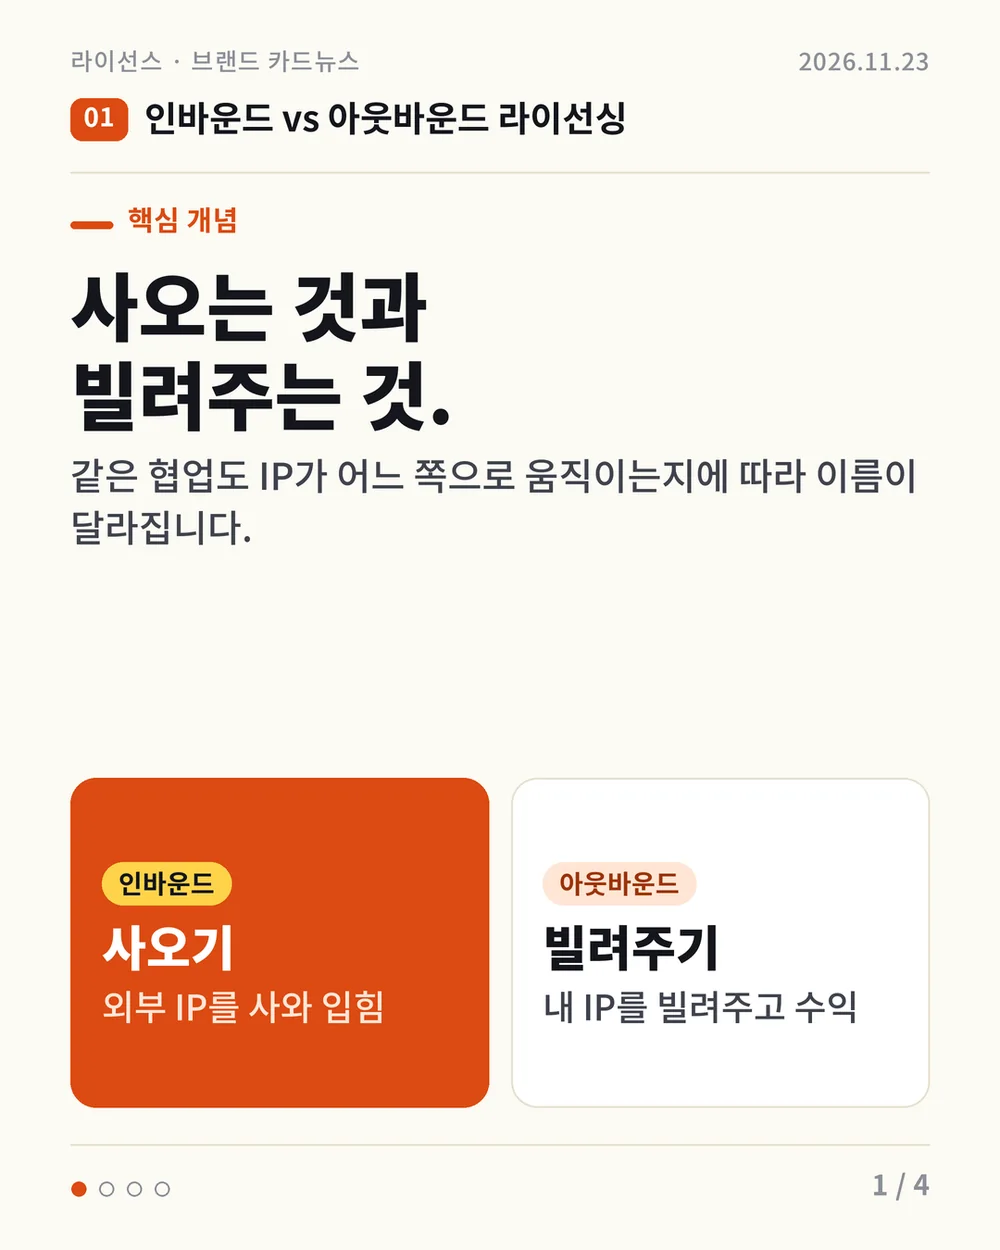 라이선스 · 브랜드 카드뉴스
2026.11.23
01 인바운드 vs 아웃바운드 라이선싱
핵심 개념
사오는 것과
빌려주는 것.
같은 협업도 IP가 어느 쪽으로 움직이는지에 따라 이름이
달라집니다.
인바운드
사오기
외부 IP를 사와 입힘
아웃바운드
빌려주기
내 IP를 빌려주고 수익
1 / 4